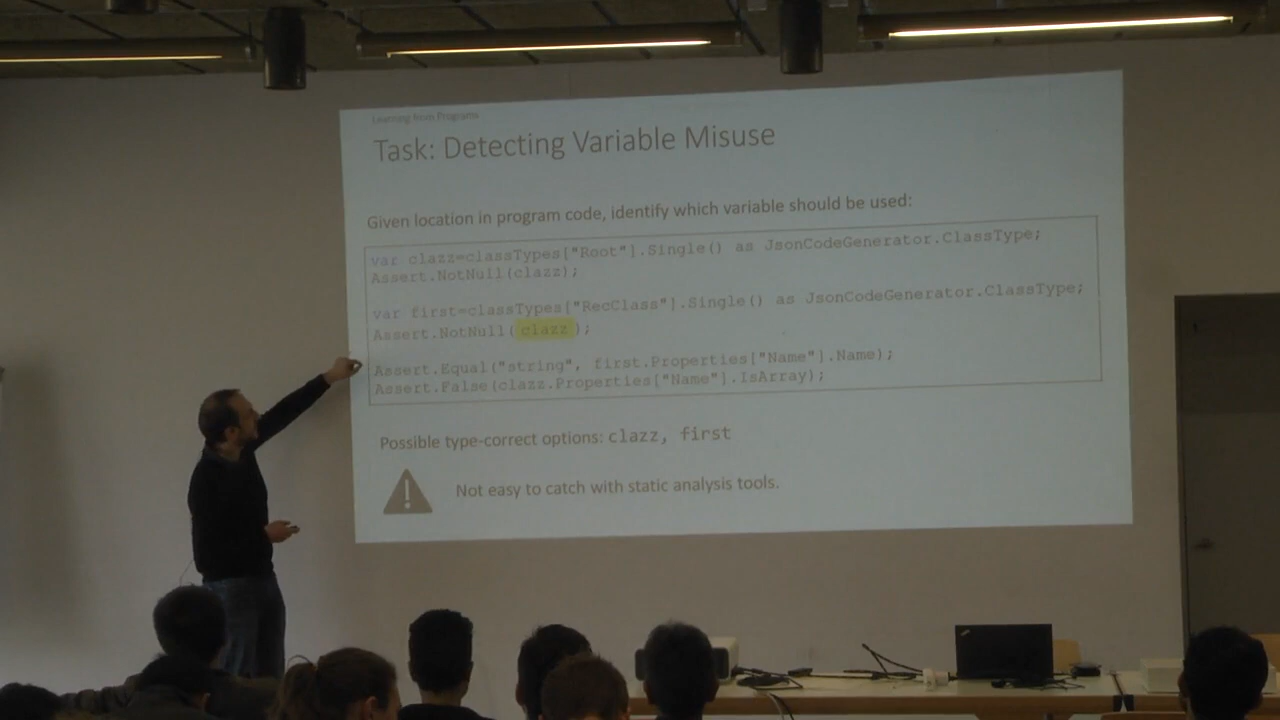 Learning from Programs
Task: Detecting Variable Misuse
Given location in program code, identify which variable should be used:
var clazz=classTypes["Root"].Single() as JsonCodeGenerator.ClassType;
Assert.NotNull(clazz);
var first=classTypes["RecClass"].Single() as JsonCodeGenerator.ClassType;
Assert.NotNull(clazz);
Assert.Equal("string", first.Properties["Name"].Name);
Assert.False(clazz.Properties["Name"].IsArray);
Possible type-correct options: clazz, first
!
Not easy to catch with static analysis tools.